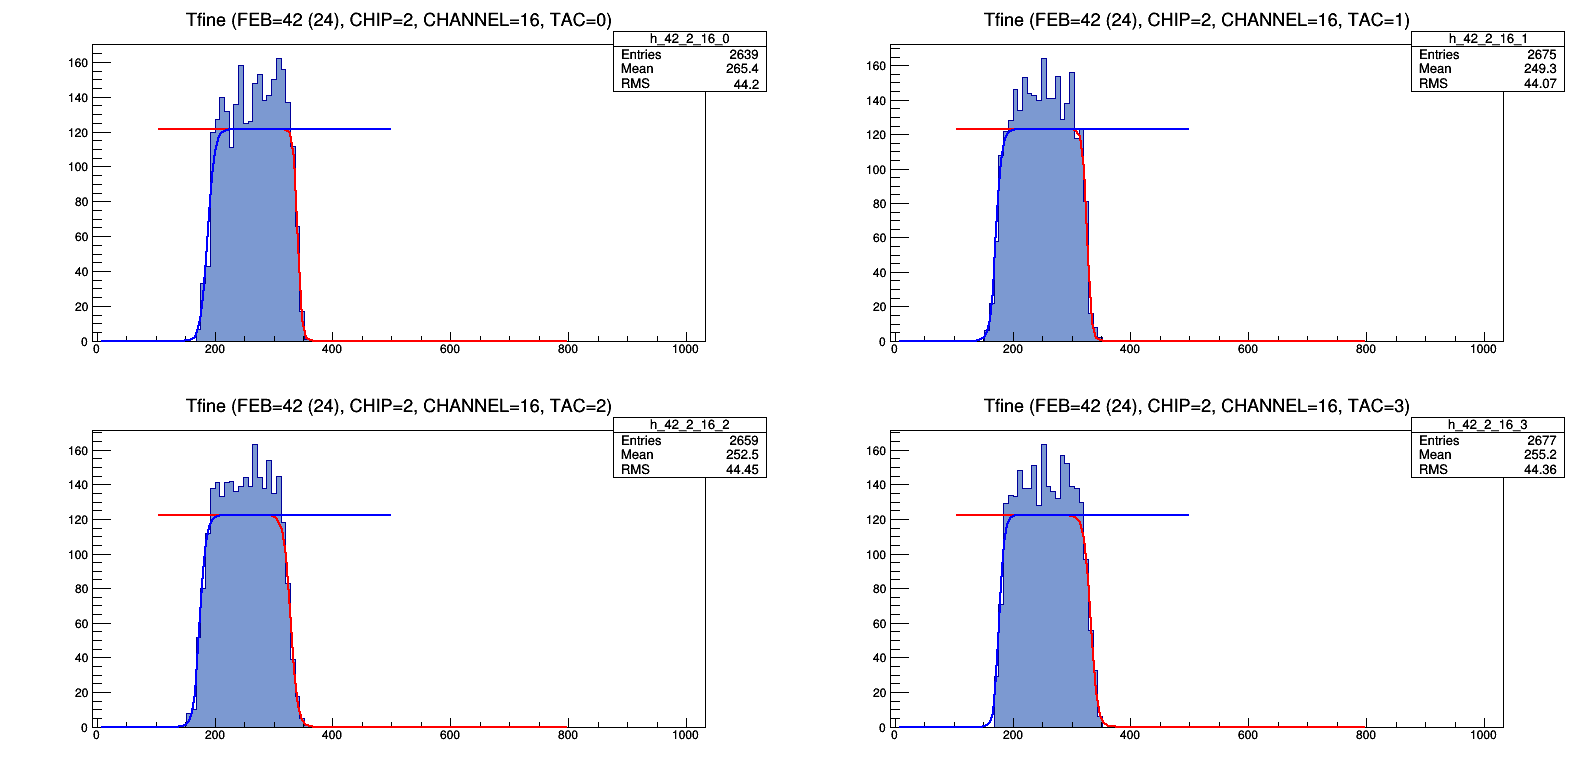 Tfine (FEB=42 (24), CHIP=2, CHANNEL=16, TAC=0)
h_42_2_16_0
Entries 2639
Mean 265.4
RMS 44.2
160
140
120
100
80
60
40
20
0
0 200 400 600 800 1000
Tfine (FEB=42 (24), CHIP=2, CHANNEL=16, TAC=1)
h_42_2_16_1
Entries 2675
Mean 249.3
RMS 44.07
160
140
120
100
80
60
40
20
0
0 200 400 600 800 1000
Tfine (FEB=42 (24), CHIP=2, CHANNEL=16, TAC=2)
h_42_2_16_2
Entries 2659
Mean 252.5
RMS 44.45
160
140
120
100
80
60
40
20
0
0 200 400 600 800 1000
Tfine (FEB=42 (24), CHIP=2, CHANNEL=16, TAC=3)
h_42_2_16_3
Entries 2677
Mean 255.2
RMS 44.36
160
140
120
100
80
60
40
20
0
0 200 400 600 800 1000